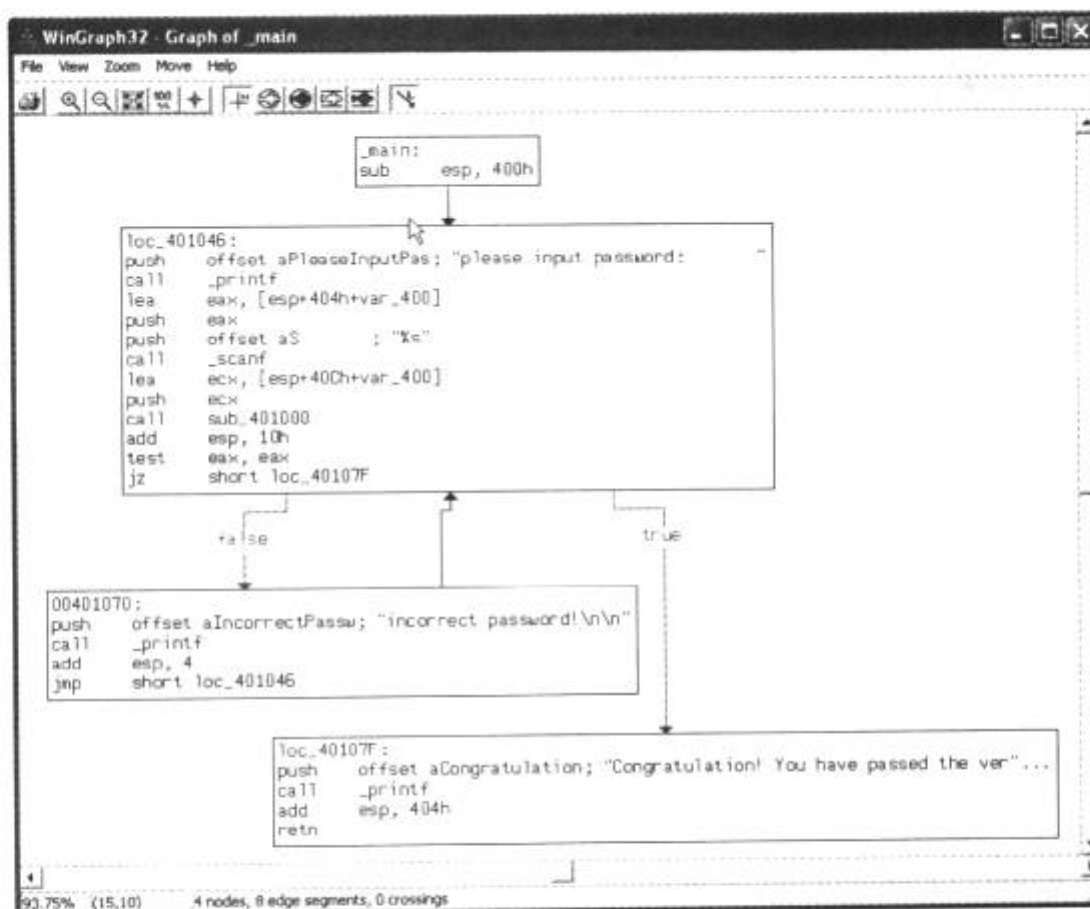 WinGraph32 - Graph of _main
File View Zoom Move Help
_main:
sub esp, 400h
loc_401046:
push offset aPleaseInputPas; "please input password: "
call _printf
lea eax, [esp+404h+var_400]
push eax
push offset aS ; "%s"
call _scanf
lea ecx, [esp+40Ch+var_400]
push ecx
call sub_401000
add esp, 10h
test eax, eax
jz short loc_40107F
false
true
00401070:
push offset aIncorrectPassw; "incorrect password!\n\n"
call _printf
add esp, 4
jmp short loc_401046
loc_40107F:
push offset aCongratulation; "Congratulation! You have passed the ver"...
call _printf
add esp, 404h
retn
93.75% (15,10) 4 nodes, 8 edge segments, 0 crossings